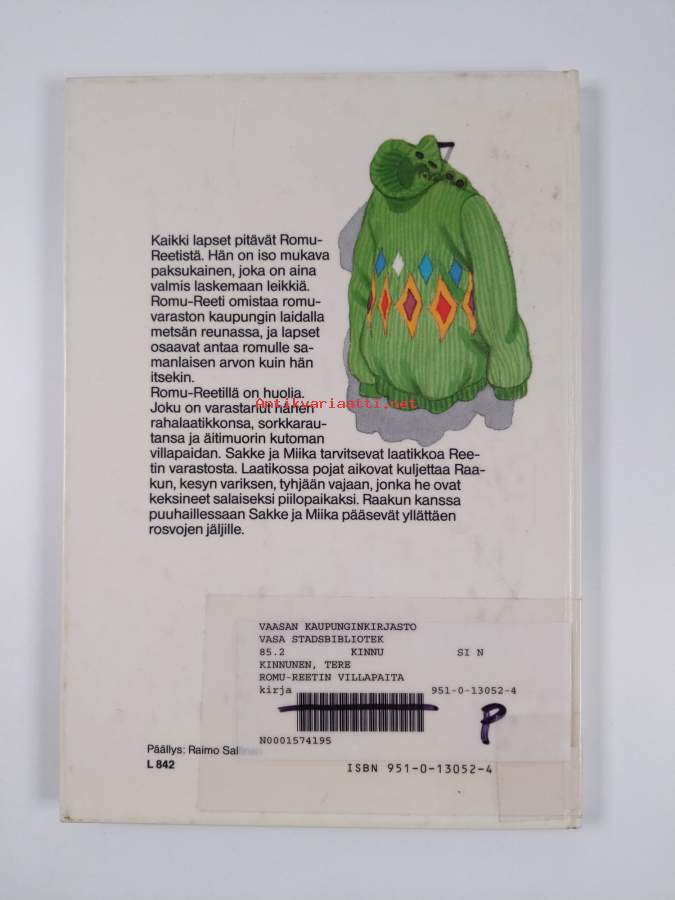 Kaikki lapset pitävät Romu-
Reetistä. Hän on iso mukava
paksukainen, joka on aina
valmis laskemaan leikkiä.
Romu-Reeti omistaa romu-
varaston kaupungin laidalla
metsän reunassa, ja lapset
osaavat antaa romulle sa-
manlaisen arvon kuin hän
itsekin.
Romu-Reetillä on huolia.
Joku on varastanut hänen
Antikvariaatti.net
rahalaatikkonsa, sorkkarau-
tansa ja äitimuorin kutoman
villapaidan. Sakke ja Miika tarvitsevat laatikkoa Ree-
tin varastosta. Laatikossa pojat aikovat kuljettaa Raa-
kun, kesyn variksen, tyhjään vajaan, jonka he ovat
keksineet salaiseksi piilopaikaksi. Raakun kanssa
puuhaillessaan Sakke ja Miika pääsevät yllättäen
rosvojen jäljille.
VAASAN KAUPUNGINKIRJASTO
VASA STADSBIBLIOTEK
85.2 KINNU SI N
KINNUNEN, TERE
ROMU-REETIN VILLAPAITA
kirja 951-0-13052-4
P
N0001574195
Päällys: Raimo
L 842
ISBN 951-0-13052-4